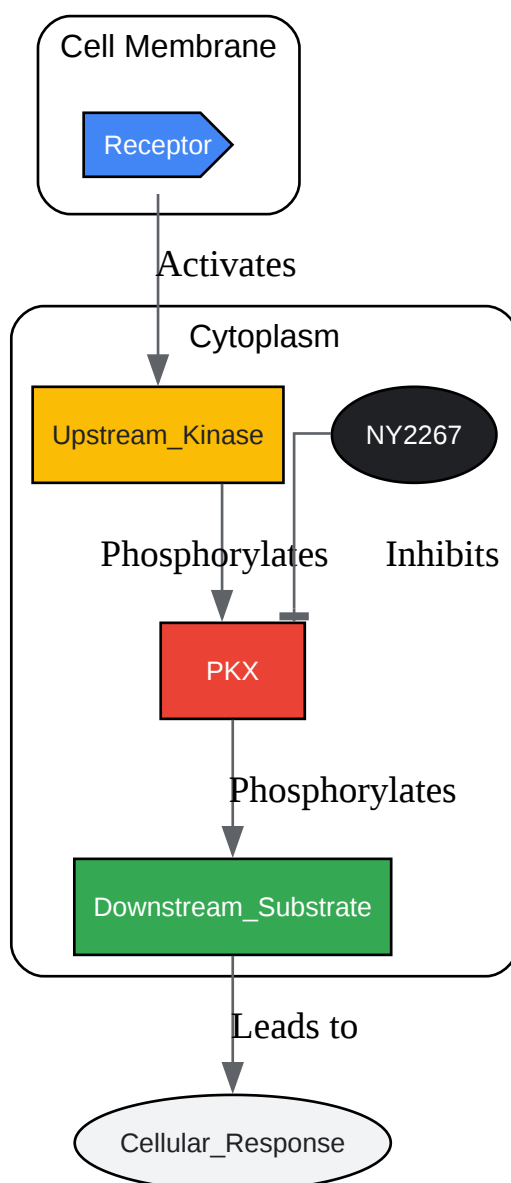 Cell Membrane
Receptor
Activates
Cytoplasm
Upstream_Kinase
NY2267
Phosphorylates
Inhibits
PKX
Phosphorylates
Downstream_Substrate
Leads to
Cellular_Response